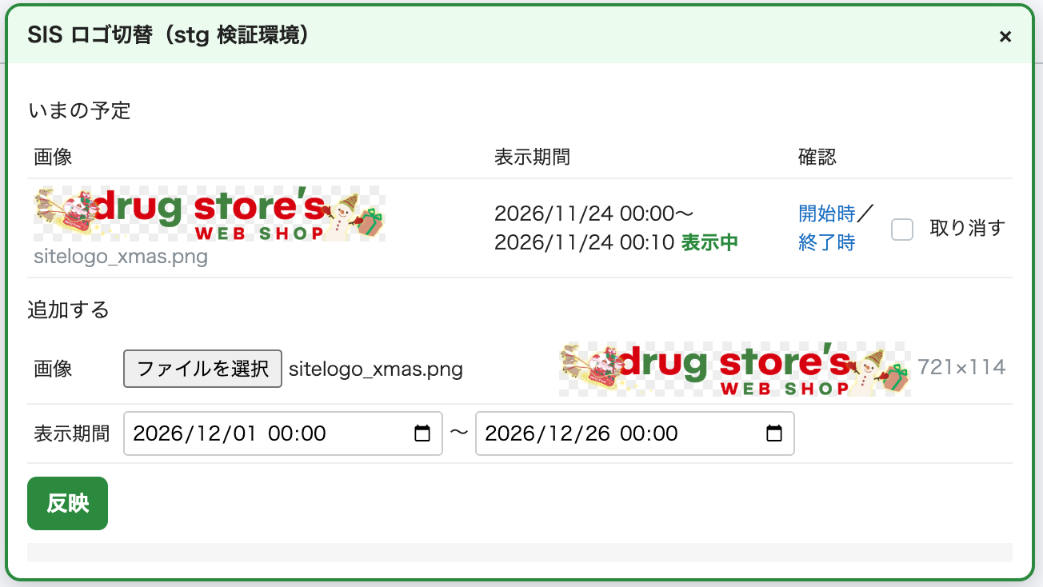 SIS ロゴ切替（stg 検証環境）
×
いまの予定
画像 表示期間 確認
drug store's
WEB SHOP
sitelogo_xmas.png
2026/11/24 00:00〜
2026/11/24 00:10 表示中
開始時／
終了時
取り消す
追加する
画像 ファイルを選択 sitelogo_xmas.png
drug store's
WEB SHOP
721×114
表示期間 2026/12/01 00:00 〜 2026/12/26 00:00
反映